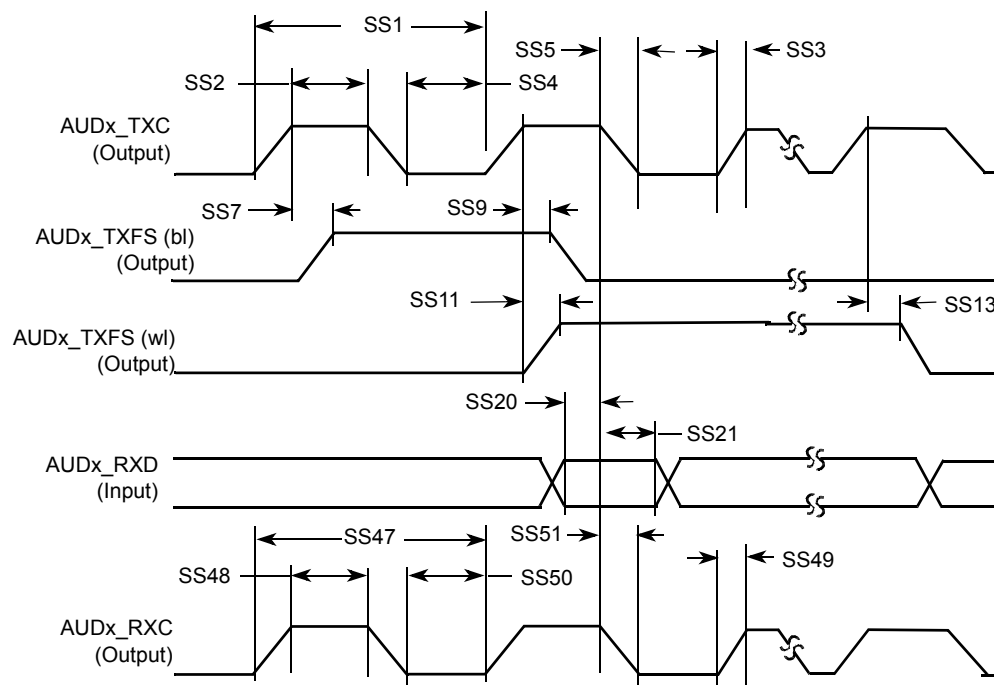 SS1
SS5
SS3
SS2
SS4
AUDx_TXC
(Output)
SS7
SS9
AUDx_TXFS (bl)
(Output)
SS11
SS13
AUDx_TXFS (wl)
(Output)
SS20
SS21
AUDx_RXD
(Input)
SS47
SS51
SS48
SS50
SS49
AUDx_RXC
(Output)